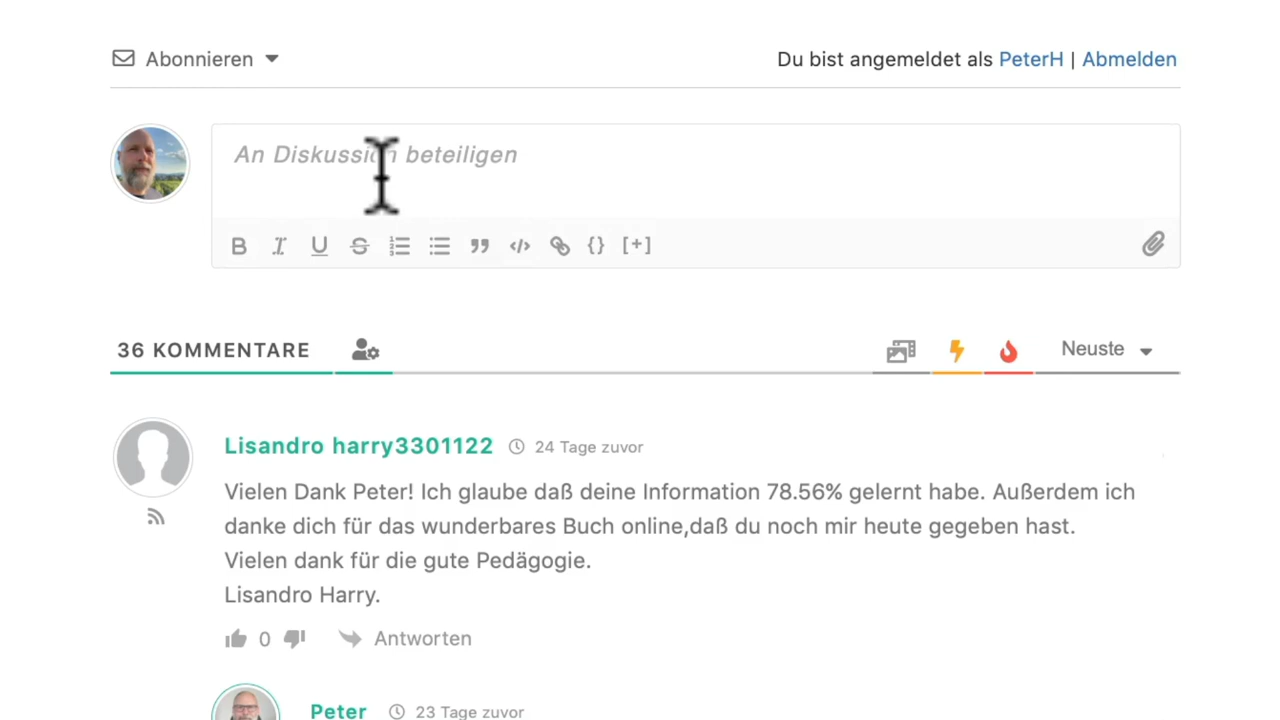 Abonnieren
Du bist angemeldet als PeterH | Abmelden
An Diskussion beteiligen
36 KOMMENTARE
Neuste
Lisandro harry3301122 24 Tage zuvor
Vielen Dank Peter! Ich glaube daß deine Information 78.56% gelernt habe. Außerdem ich
danke dich für das wunderbares Buch online,daß du noch mir heute gegeben hast.
Vielen dank für die gute Pedägogie.
Lisandro Harry.
0 Antworten
Peter 23 Tage zuvor